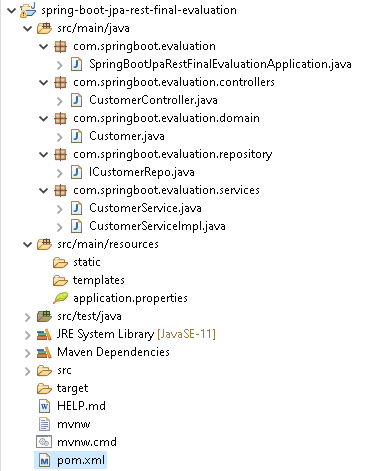 spring-boot-jpa-rest-final-evaluation
src/main/java
com.springboot.evaluation
SpringBootJpaRestFinalEvaluationApplication.java
com.springboot.evaluation.controllers
CustomerController.java
com.springboot.evaluation.domain
Customer.java
com.springboot.evaluation.repository
ICustomerRepo.java
com.springboot.evaluation.services
CustomerService.java
CustomerServiceImpl.java
src/main/resources
static
templates
application.properties
src/test/java
JRE System Library [JavaSE-11]
Maven Dependencies
src
target
HELP.md
mvnw
mvnw.cmd
pom.xml